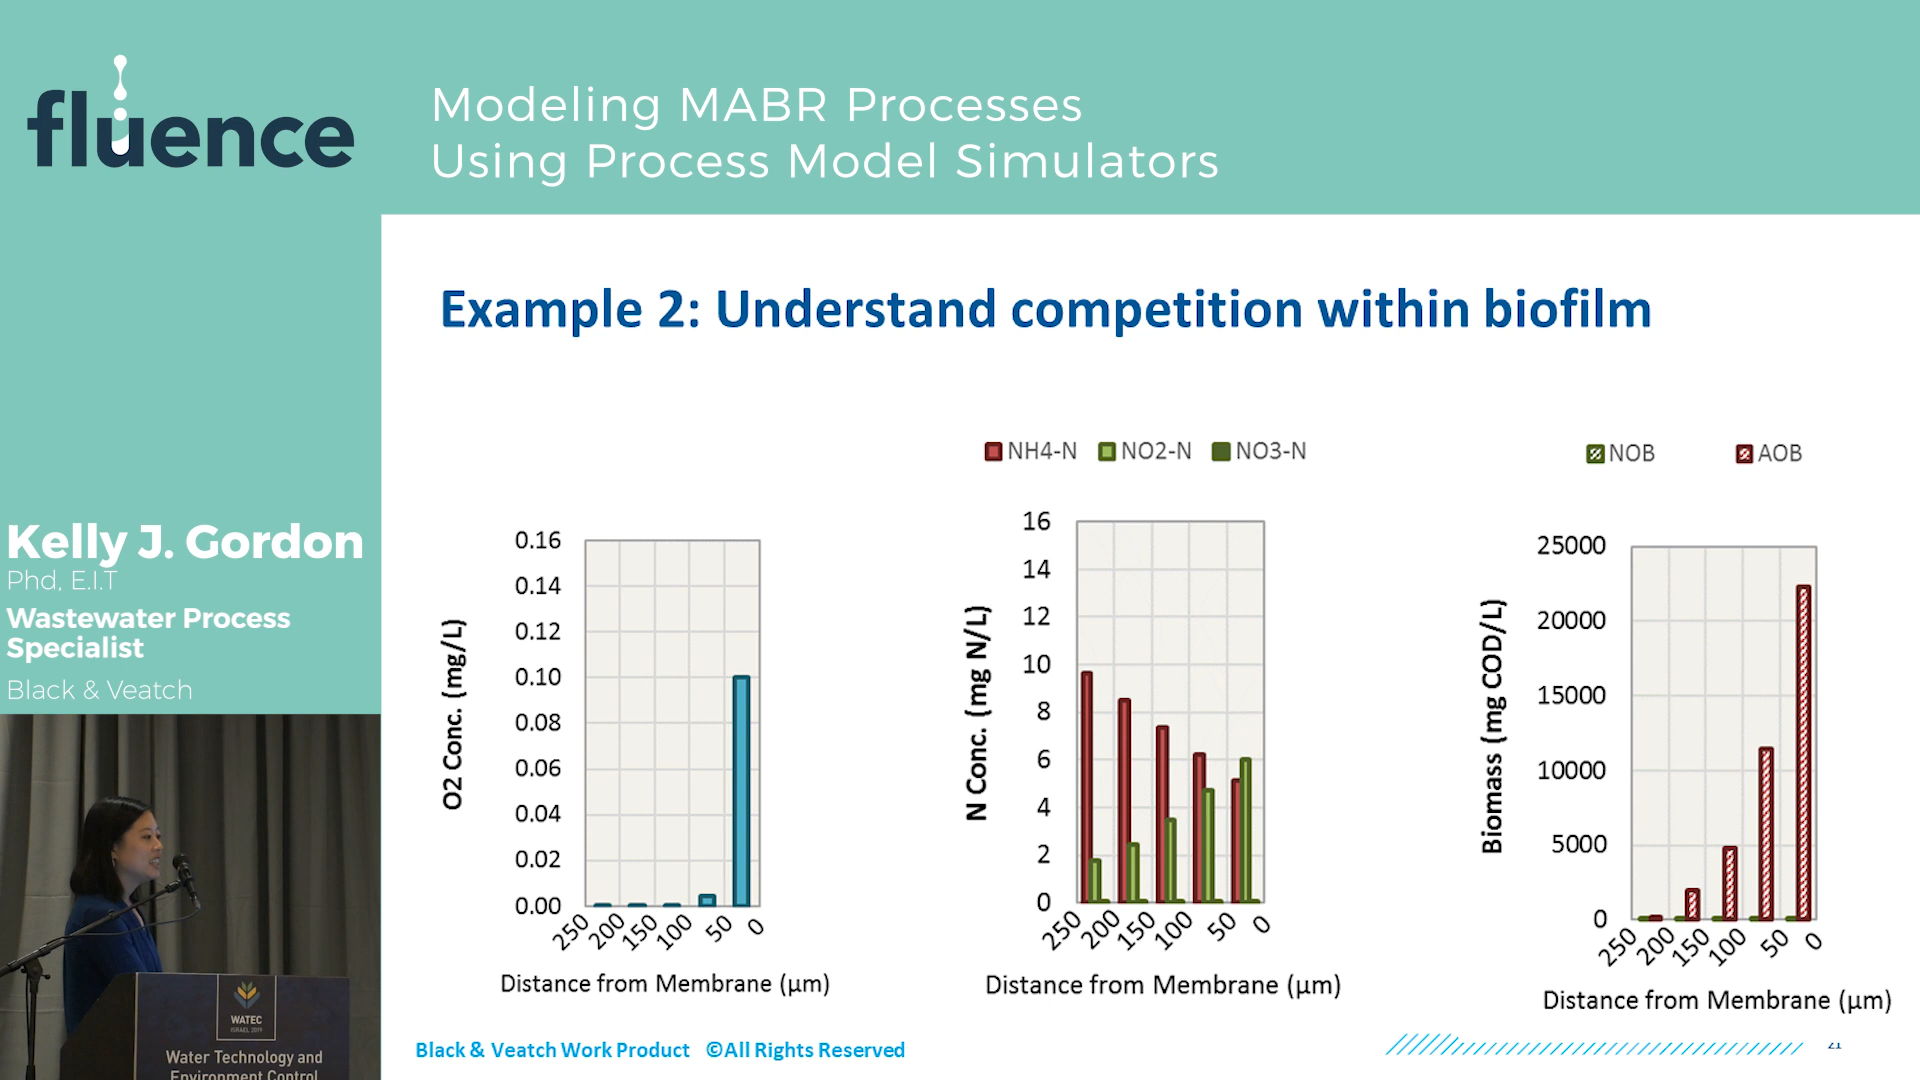 fluence
Modeling MABR Processes
Using Process Model Simulators
Kelly J. Gordon
Phd, E.I.T
Wastewater Process
Specialist
Black & Veatch
WATEC
ISRAEL 2019
Water Technology and
Environment Control
Example 2: Understand competition within biofilm
O2 Conc. (mg/L)
0.16
0.14
0.12
0.10
0.08
0.06
0.04
0.02
0.00
250 200 150 100 50 0
Distance from Membrane (µm)
NH4-N NO2-N NO3-N
N Conc. (mg N/L)
16
14
12
10
8
6
4
2
0
250 200 150 100 50 0
Distance from Membrane (µm)
NOB AOB
Biomass (mg COD/L)
25000
20000
15000
10000
5000
0
250 200 150 100 50 0
Distance from Membrane (µm)
Black & Veatch Work Product ©All Rights Reserved
21